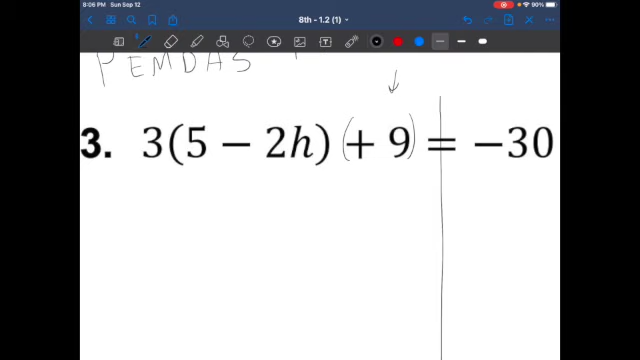 8:06 PM Sun Sep 12 90%
8th - 1.2 (1)
PEMDAS
3. 3(5 − 2h) (+ 9) = −30